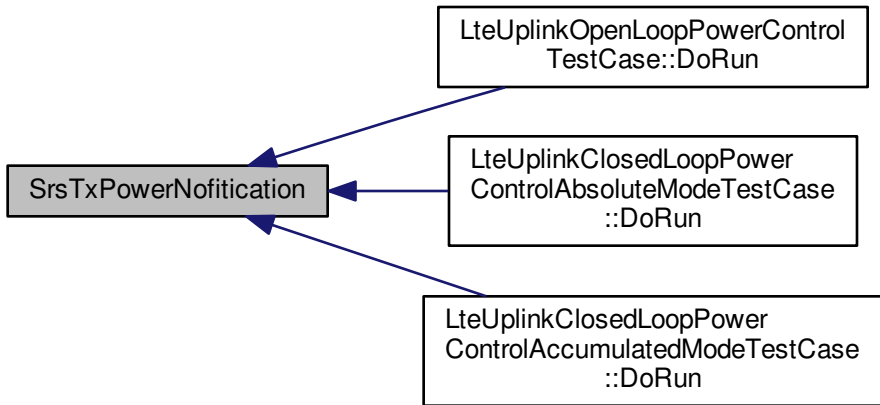 LteUplinkOpenLoopPowerControl
TestCase::DoRun
SrsTxPowerNofitication
LteUplinkClosedLoopPower
ControlAbsoluteModeTestCase
::DoRun
LteUplinkClosedLoopPower
ControlAccumulatedModeTestCase
::DoRun